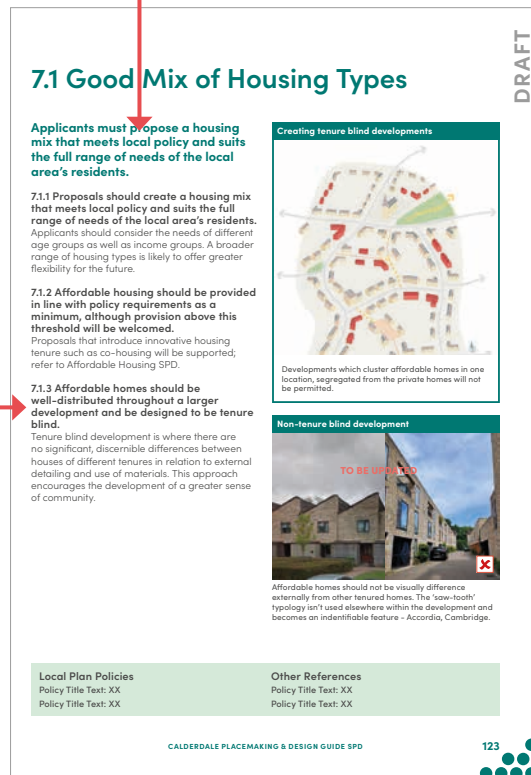 DRAFT
7.1 Good Mix of Housing Types
Applicants must propose a housing
mix that meets local policy and suits
the full range of needs of the local
area's residents.
7.1.1 Proposals should create a housing mix
that meets local policy and suits the full
range of needs of the local area's residents.
Applicants should consider the needs of different
age groups as well as income groups. A broader
range of housing types is likely to offer greater
flexibility for the future.
7.1.2 Affordable housing should be provided
in line with policy requirements as a
minimum, although provision above this
threshold will be welcomed.
Proposals that introduce innovative housing
tenure such as co-housing will be supported;
refer to Affordable Housing SPD.
7.1.3 Affordable homes should be
well-distributed throughout a larger
development and be designed to be tenure
blind.
Tenure blind development is where there are
no significant, discernible differences between
houses of different tenures in relation to external
detailing and use of materials. This approach
encourages the development of a greater sense
of community.
Creating tenure blind developments
Developments which cluster affordable homes in one
location, segregated from the private homes will not
be permitted.
Non-tenure blind development
TO BE UPDATED
Affordable homes should not be visually difference
externally from other tenured homes. The 'saw-tooth'
typology isn't used elsewhere within the development and
becomes an indentifiable feature - Accordia, Cambridge.
Local Plan Policies
Policy Title Text: XX
Policy Title Text: XX
Other References
Policy Title Text: XX
Policy Title Text: XX
CALDERDALE PLACEMAKING & DESIGN GUIDE SPD
123